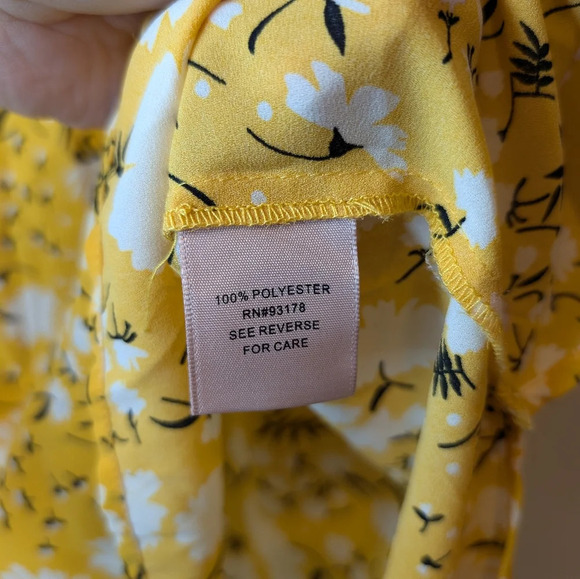 100% POLYESTER
RN#93178
SEE REVERSE
FOR CARE